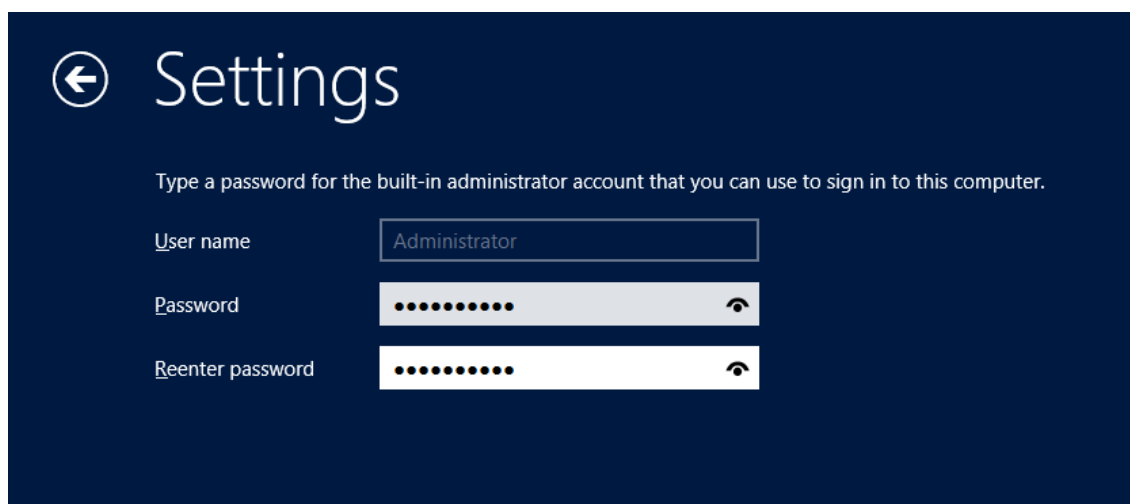 Settings
Type a password for the built-in administrator account that you can use to sign in to this computer.
User name Administrator
Password ••••••••••
Reenter password ••••••••••